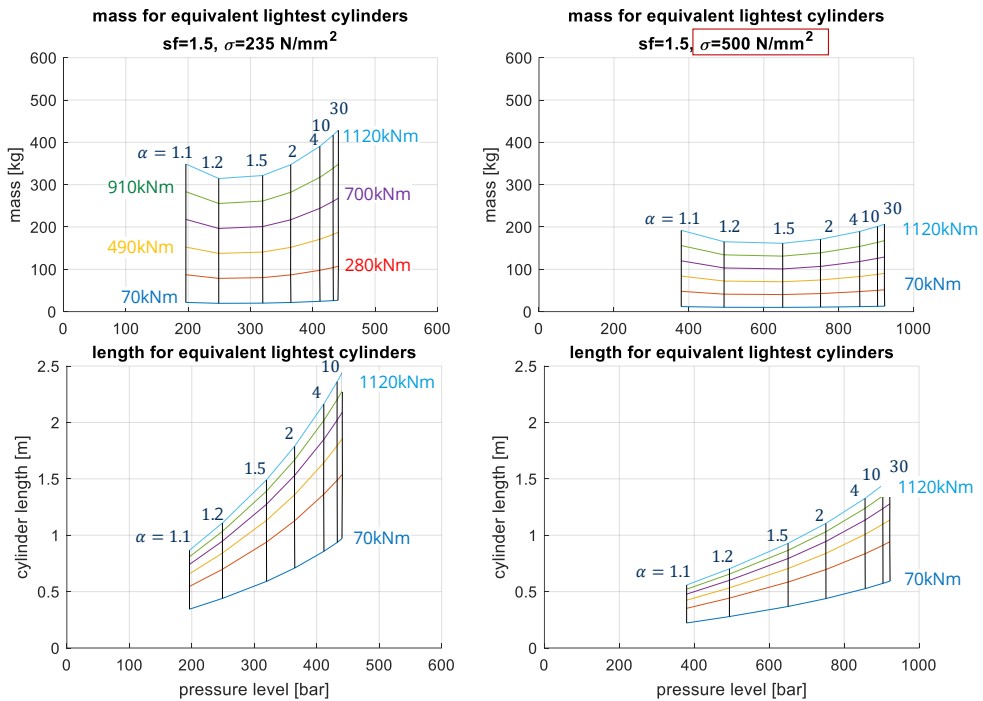 mass for equivalent lightest cylinders
sf=1.5, σ=235 N/mm²
600
500
400
300
200
100
0
mass [kg]
0 100 200 300 400 500 600
α = 1.1 1.2 1.5 2 4 10 30
1120kNm
910kNm
700kNm
490kNm
280kNm
70kNm
mass for equivalent lightest cylinders
sf=1.5, σ=500 N/mm²
600
500
400
300
200
100
0
mass [kg]
0 200 400 600 800 1000
α = 1.1 1.2 1.5 2 4 10 30
1120kNm
70kNm
length for equivalent lightest cylinders
2.5
2
1.5
1
0.5
0
cylinder length [m]
0 100 200 300 400 500 600
pressure level [bar]
α = 1.1 1.2 1.5 2 4 10
1120kNm
70kNm
length for equivalent lightest cylinders
2.5
2
1.5
1
0.5
0
cylinder length [m]
0 200 400 600 800 1000
pressure level [bar]
α = 1.1 1.2 1.5 2 4 10 30
1120kNm
70kNm